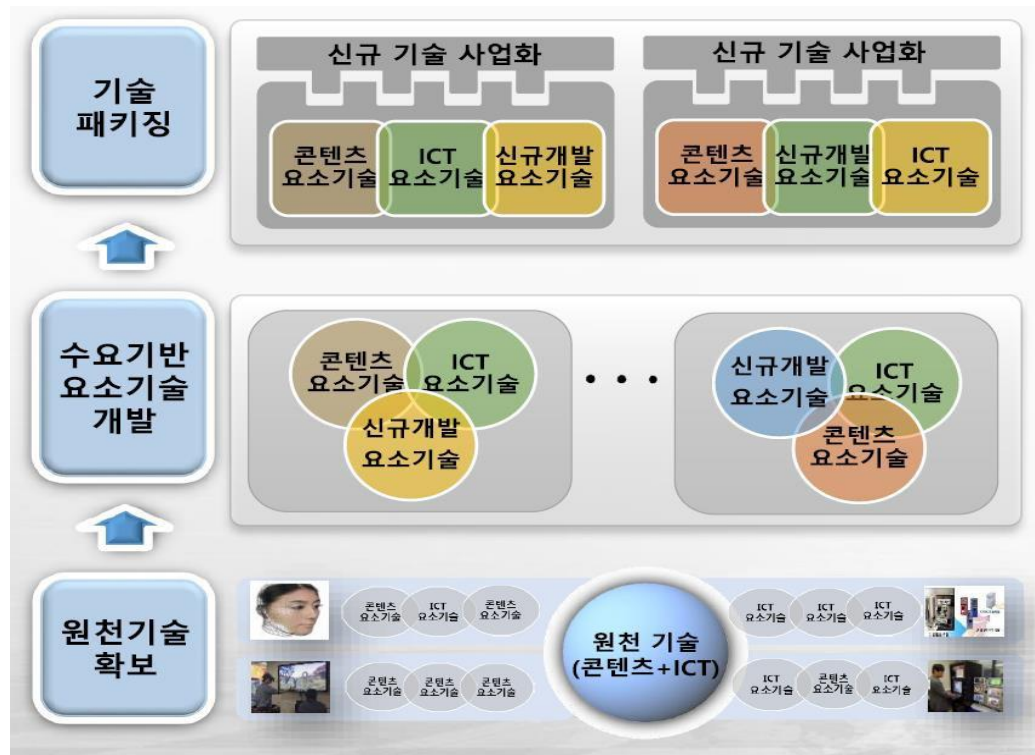 기술
패키징
신규 기술 사업화
콘텐츠
요소기술
ICT
요소기술
신규개발
요소기술
신규 기술 사업화
콘텐츠
요소기술
신규개발
요소기술
ICT
요소기술
수요기반
요소기술
개발
콘텐츠
요소기술
ICT
요소기술
신규개발
요소기술
• • •
신규개발
요소기술
ICT
요소기술
콘텐츠
요소기술
원천기술
확보
콘텐츠
요소기술
ICT
요소기술
콘텐츠
요소기술
콘텐츠
요소기술
콘텐츠
요소기술
콘텐츠
요소기술
원천 기술
(콘텐츠+ICT)
ICT
요소기술
ICT
요소기술
ICT
요소기술
ICT
요소기술
콘텐츠
요소기술
ICT
요소기술